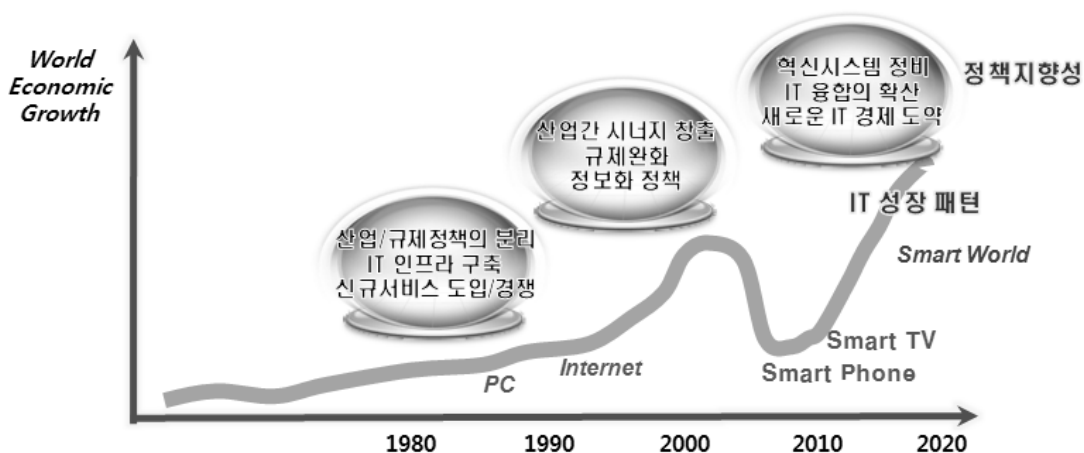 World
Economic
Growth
혁신시스템 정비
IT 융합의 확산
새로운 IT 경제 도약
정책지향성
산업간 시너지 창출
규제완화
정보화 정책
IT 성장 패턴
산업/규제정책의 분리
IT 인프라 구축
신규서비스 도입/경쟁
Smart World
Smart TV
Smart Phone
Internet
PC
1980 1990 2000 2010 2020